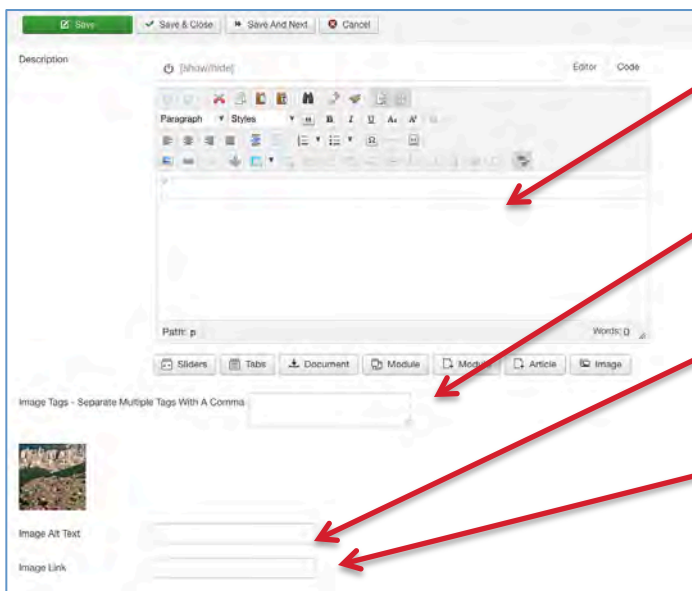 Save Save & Close Save And Next Cancel
Description
[show/hide] Editor Code
Paragraph Styles
Path: p Words: 0
Sliders Tabs Document Module Module Article Image
Image Tags - Separate Multiple Tags With A Comma
Image Alt Text
Image Link